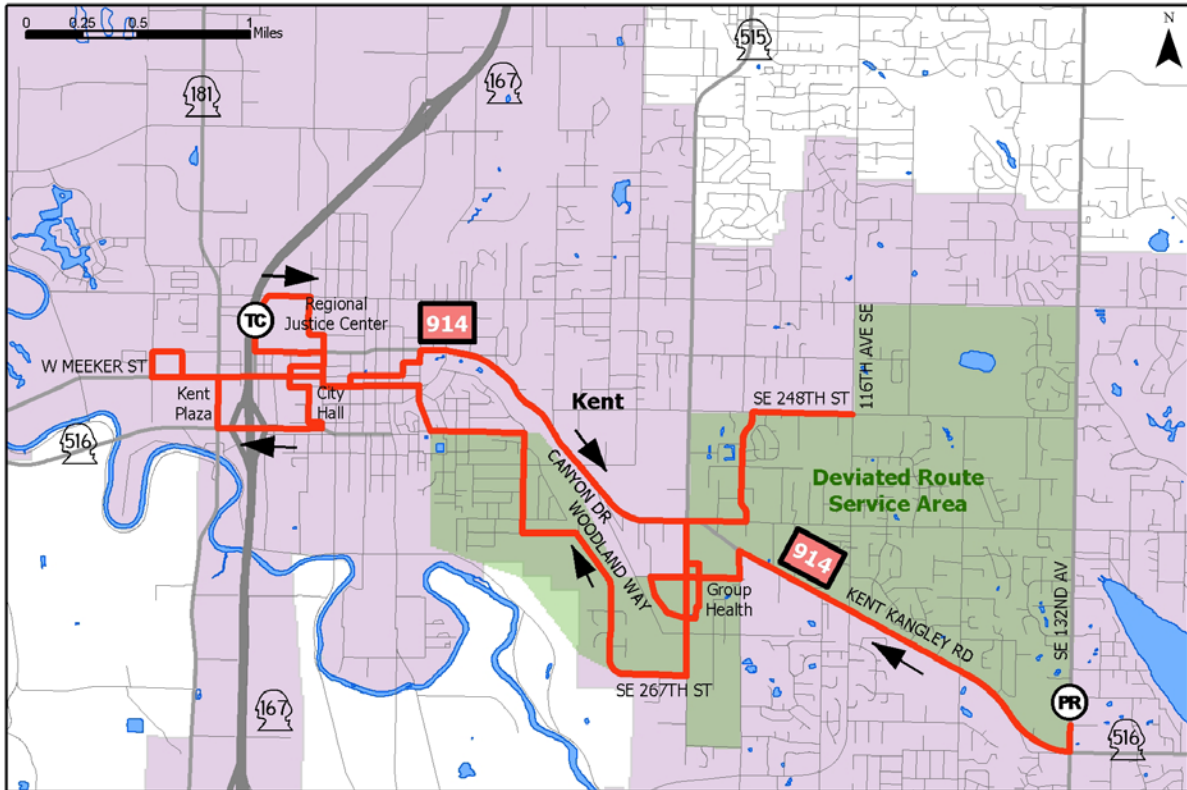 0 0.25 0.5 1
Miles
N
181
167
515
TC
Regional
Justice Center
914
W MEEKER ST
Kent
Plaza
City
Hall
Kent
SE 248TH ST
116TH AVE SE
516
CANYON DR
WOODLAND WAY
Deviated Route
Service Area
914
Group
Health
KENT KANGLEY RD
SE 132ND AV
SE 267TH ST
PR
167
516